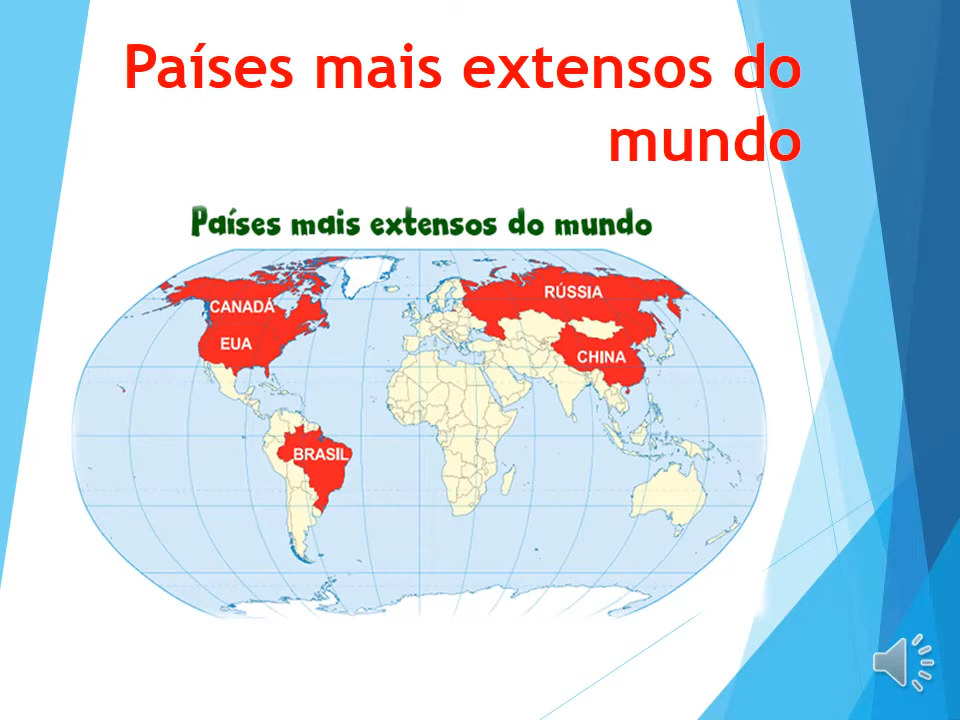 Países mais extensos do
mundo
Países mais extensos do mundo
CANADÁ
RÚSSIA
EUA
CHINA
BRASIL